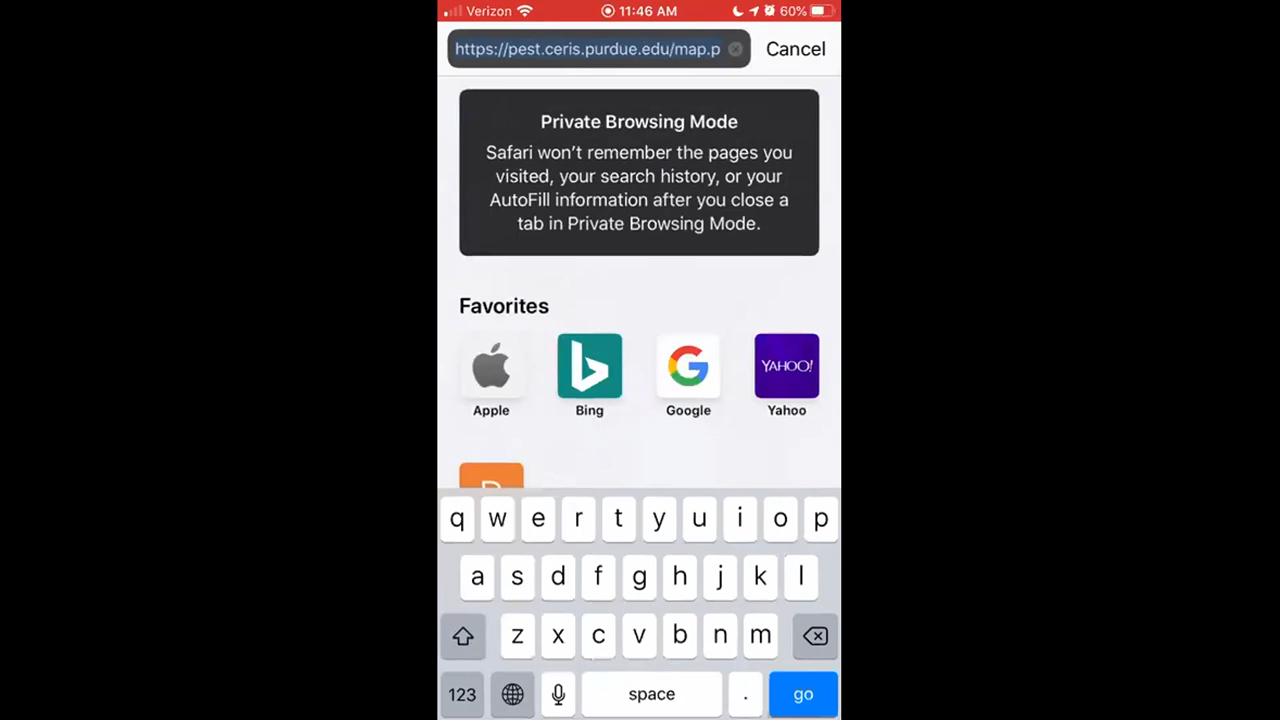 Verizon 11:46 AM 60%
https://pest.ceris.purdue.edu/map.p Cancel
Private Browsing Mode
Safari won't remember the pages you
visited, your search history, or your
AutoFill information after you close a
tab in Private Browsing Mode.
Favorites
YAHOO!
Apple Bing Google Yahoo
q w e r t y u i o p
a s d f g h j k l
z x c v b n m
123 space . go